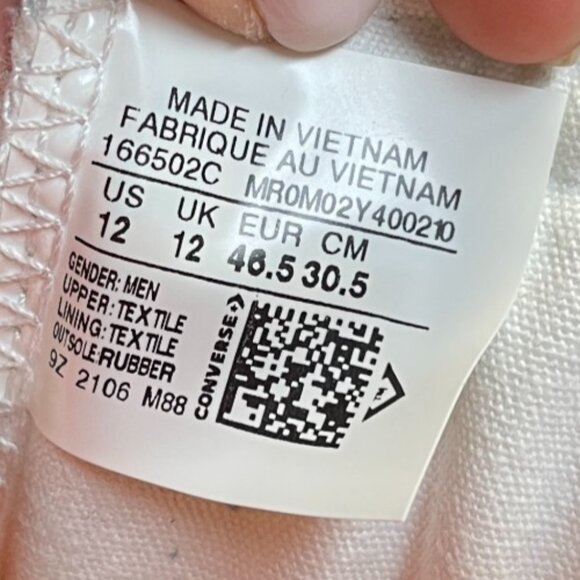 MADE IN VIETNAM
FABRIQUE AU VIETNAM
166502C MR0M02Y400210
US UK EUR CM
12 12 46.5 30.5
GENDER: MEN
UPPER: TEXTILE
LINING: TEXTILE
OUTSOLE:RUBBER
9Z 2106 M88
CONVERSE